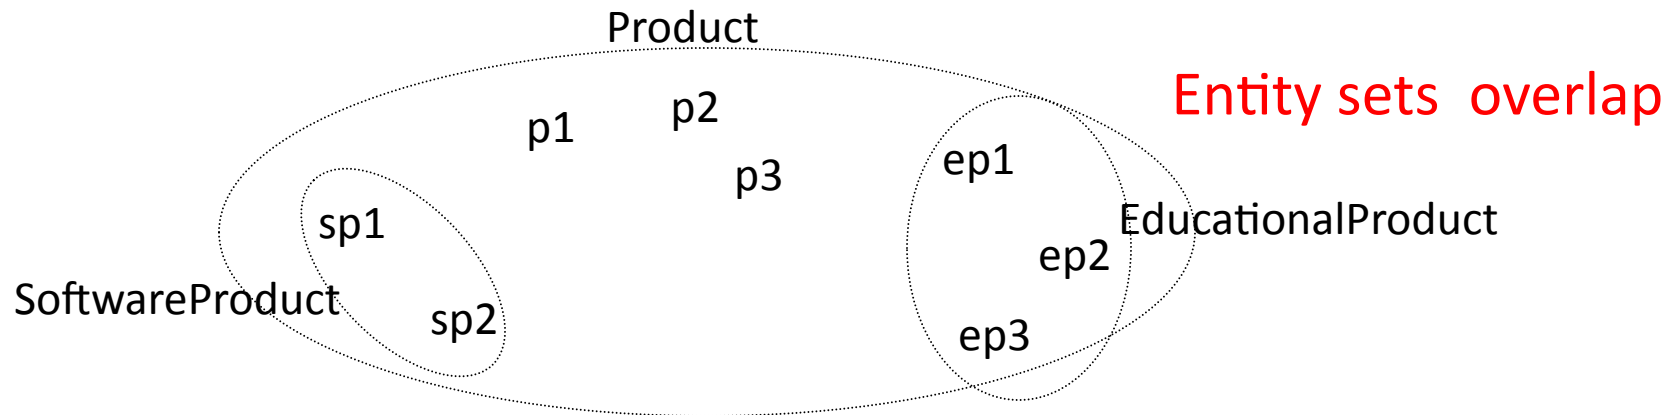 Product
Entity sets overlap
p1
p2
p3
ep1
sp1
EducationalProduct
ep2
SoftwareProduct
sp2
ep3